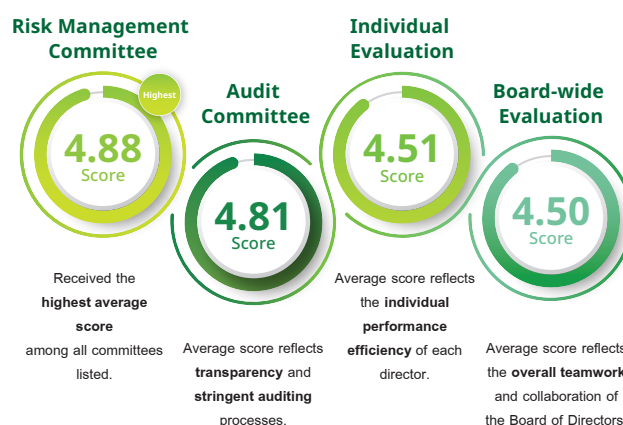 Risk Management
Committee
Highest
4.88
Score
Received the
highest average
score
among all committees
listed.
Audit
Committee
4.81
Score
Average score reflects
transparency and
stringent auditing
processes.
Individual
Evaluation
4.51
Score
Average score reflects
the individual
performance
efficiency of each
director.
Board-wide
Evaluation
4.50
Score
Average score reflects
the overall teamwork
and collaboration of
the Board of Directors.